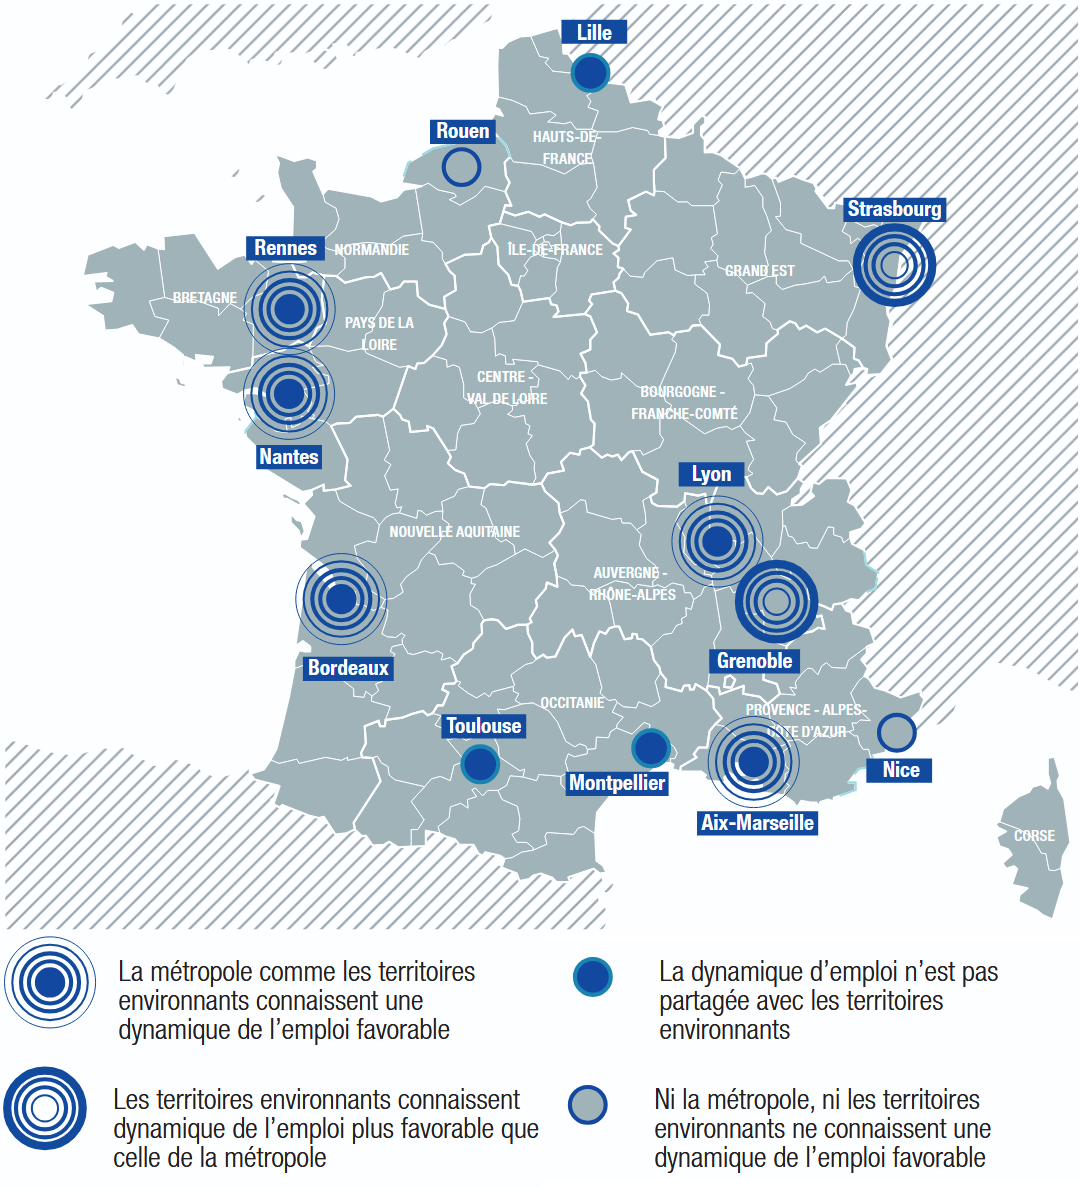 Lille
Rouen
HAUTS-DE-
FRANCE
Strasbourg
Rennes
NORMANDIE
ÎLE-DE-FRANCE
GRAND EST
BRETAGNE
PAYS DE LA
LOIRE
CENTRE -
VAL DE LOIRE
BOURGOGNE -
FRANCHE-COMTÉ
Nantes
Lyon
NOUVELLE AQUITAINE
AUVERGNE -
RHÔNE-ALPES
Bordeaux
Grenoble
OCCITANIE
PROVENCE - ALPES-
CÔTE D'AZUR
Toulouse
Montpellier
Nice
Aix-Marseille
CORSE
La métropole comme les territoires
environnants connaissent une
dynamique de l'emploi favorable
La dynamique d'emploi n'est pas
partagée avec les territoires
environnants
Les territoires environnants connaissent
dynamique de l'emploi plus favorable que
celle de la métropole
Ni la métropole, ni les territoires
environnants ne connaissent une
dynamique de l'emploi favorable